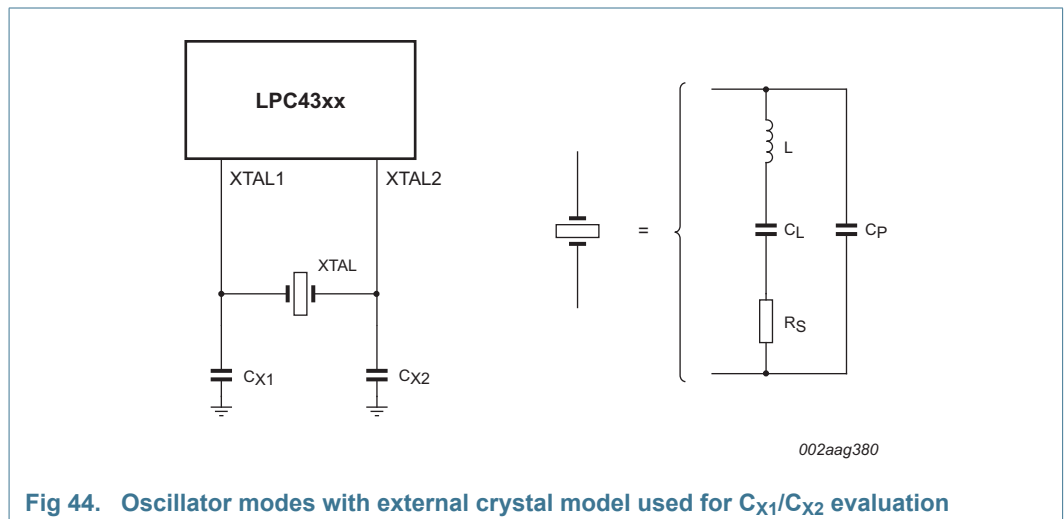 LPC43xx
XTAL1
XTAL2
XTAL
CX1
CX2
=
L
CL
CP
RS
002aag380
Fig 44. Oscillator modes with external crystal model used for CX1/CX2 evaluation